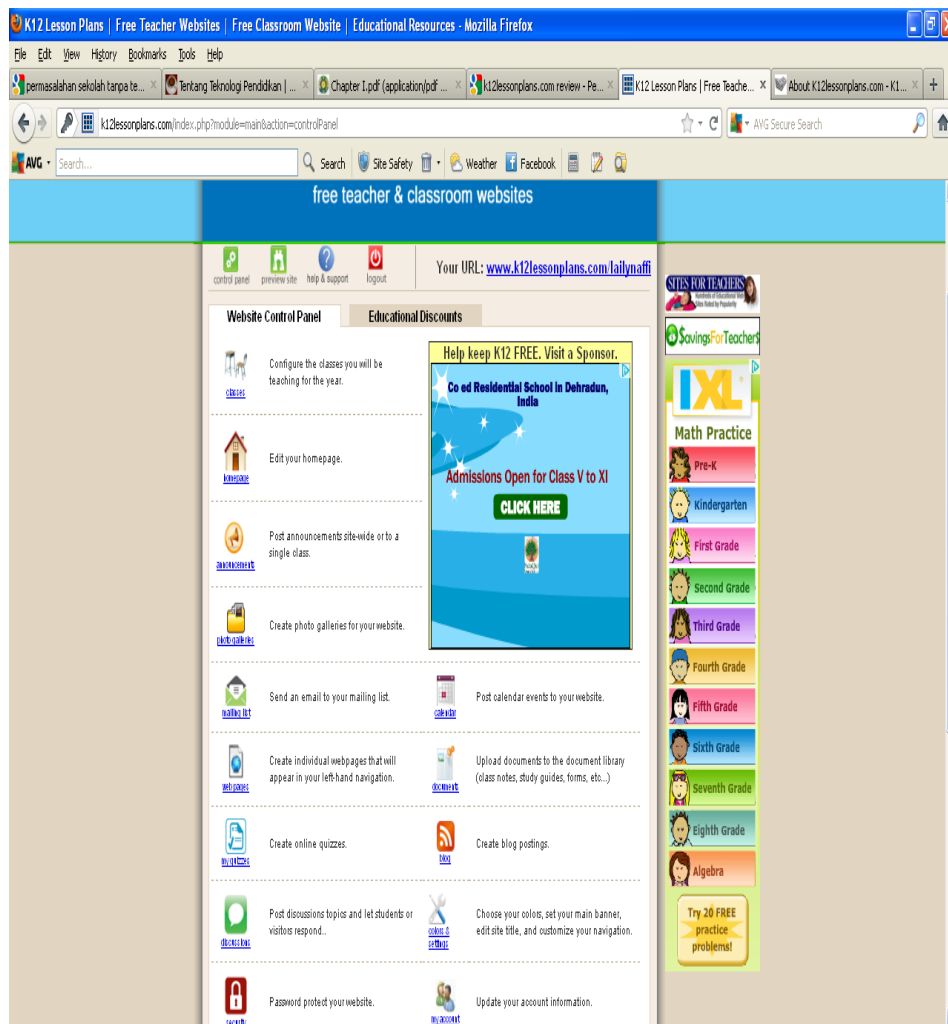 K12 Lesson Plans | Free Teacher Websites | Free Classroom Website | Educational Resources - Mozilla Firefox
File Edit View History Bookmarks Tools Help
permasalahan sekolah tanpa te... Tentang Teknologi Pendidikan | ... Chapter I.pdf (application/pdf ... k12lessonplans.com review - Pe... K12 Lesson Plans | Free Teache... About K12lessonplans.com - K1...
k12lessonplans.com/index.php?module=main&action=controlPanel AVG Secure Search
AVG Search... Search Site Safety Weather Facebook
free teacher & classroom websites
control panel preview site help & support logout
Your URL: www.k12lessonplans.com/lailynaffi
Website Control Panel Educational Discounts
classes
Configure the classes you will be
teaching for the year.
homepage
Edit your homepage.
announcements
Post announcements site-wide or to a
single class.
photo galleries
Create photo galleries for your website.
Help keep K12 FREE. Visit a Sponsor.
Co ed Residential School in Dehradun,
India
Admissions Open for Class V to XI
CLICK HERE
mailing list
Send an email to your mailing list.
calendar
Post calendar events to your website.
web pages
Create individual webpages that will
appear in your left-hand navigation.
documents
Upload documents to the document library
(class notes, study guides, forms, etc...)
my quizzes
Create online quizzes.
blog
Create blog postings.
discussions
Post discussions topics and let students or
visitors respond..
colors &
settings
Choose your colors, set your main banner,
edit site title, and customize your navigation.
security
Password protect your website.
my account
Update your account information.
SITES FOR TEACHERS
Hundreds of Educational Web
Sites Rated by Popularity
$avingsForTeacher$
IXL
Math Practice
Pre-K
Kindergarten
First Grade
Second Grade
Third Grade
Fourth Grade
Fifth Grade
Sixth Grade
Seventh Grade
Eighth Grade
Algebra
Try 20 FREE
practice
problems!